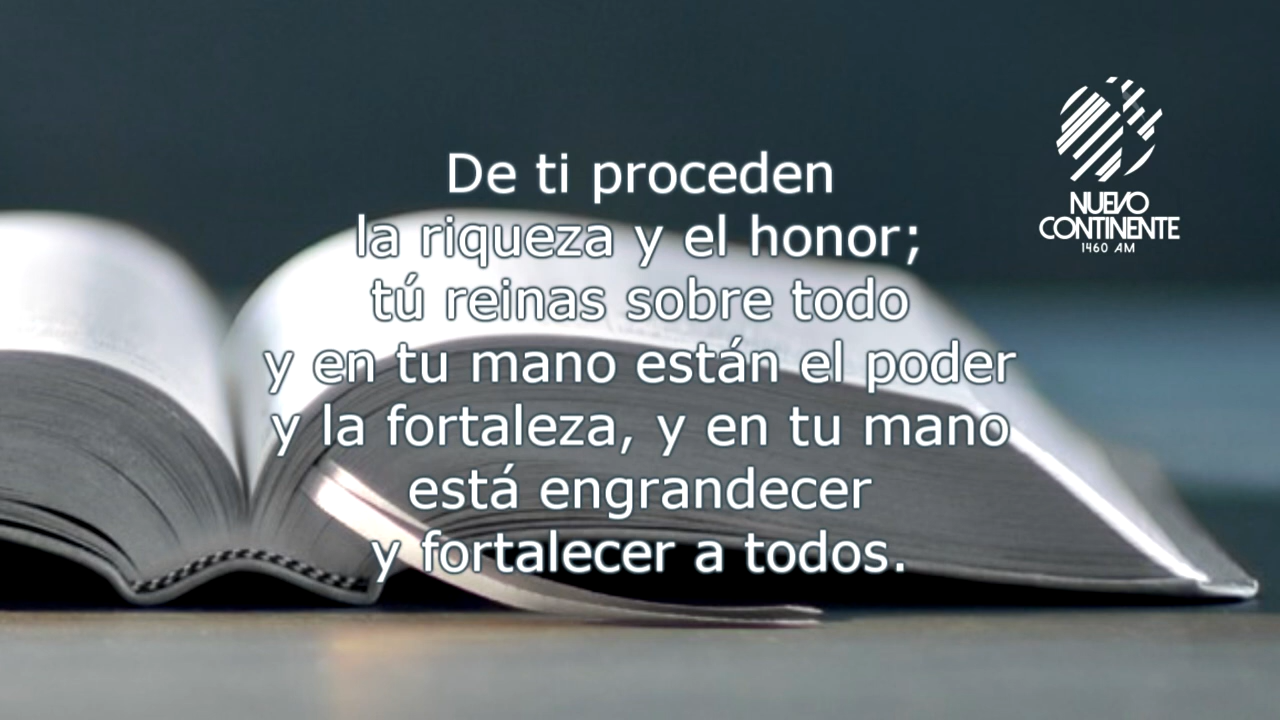 De ti proceden
la riqueza y el honor;
tú reinas sobre todo
y en tu mano están el poder
y la fortaleza, y en tu mano
está engrandecer
y fortalecer a todos.
NUEVO
CONTINENTE
1460 AM